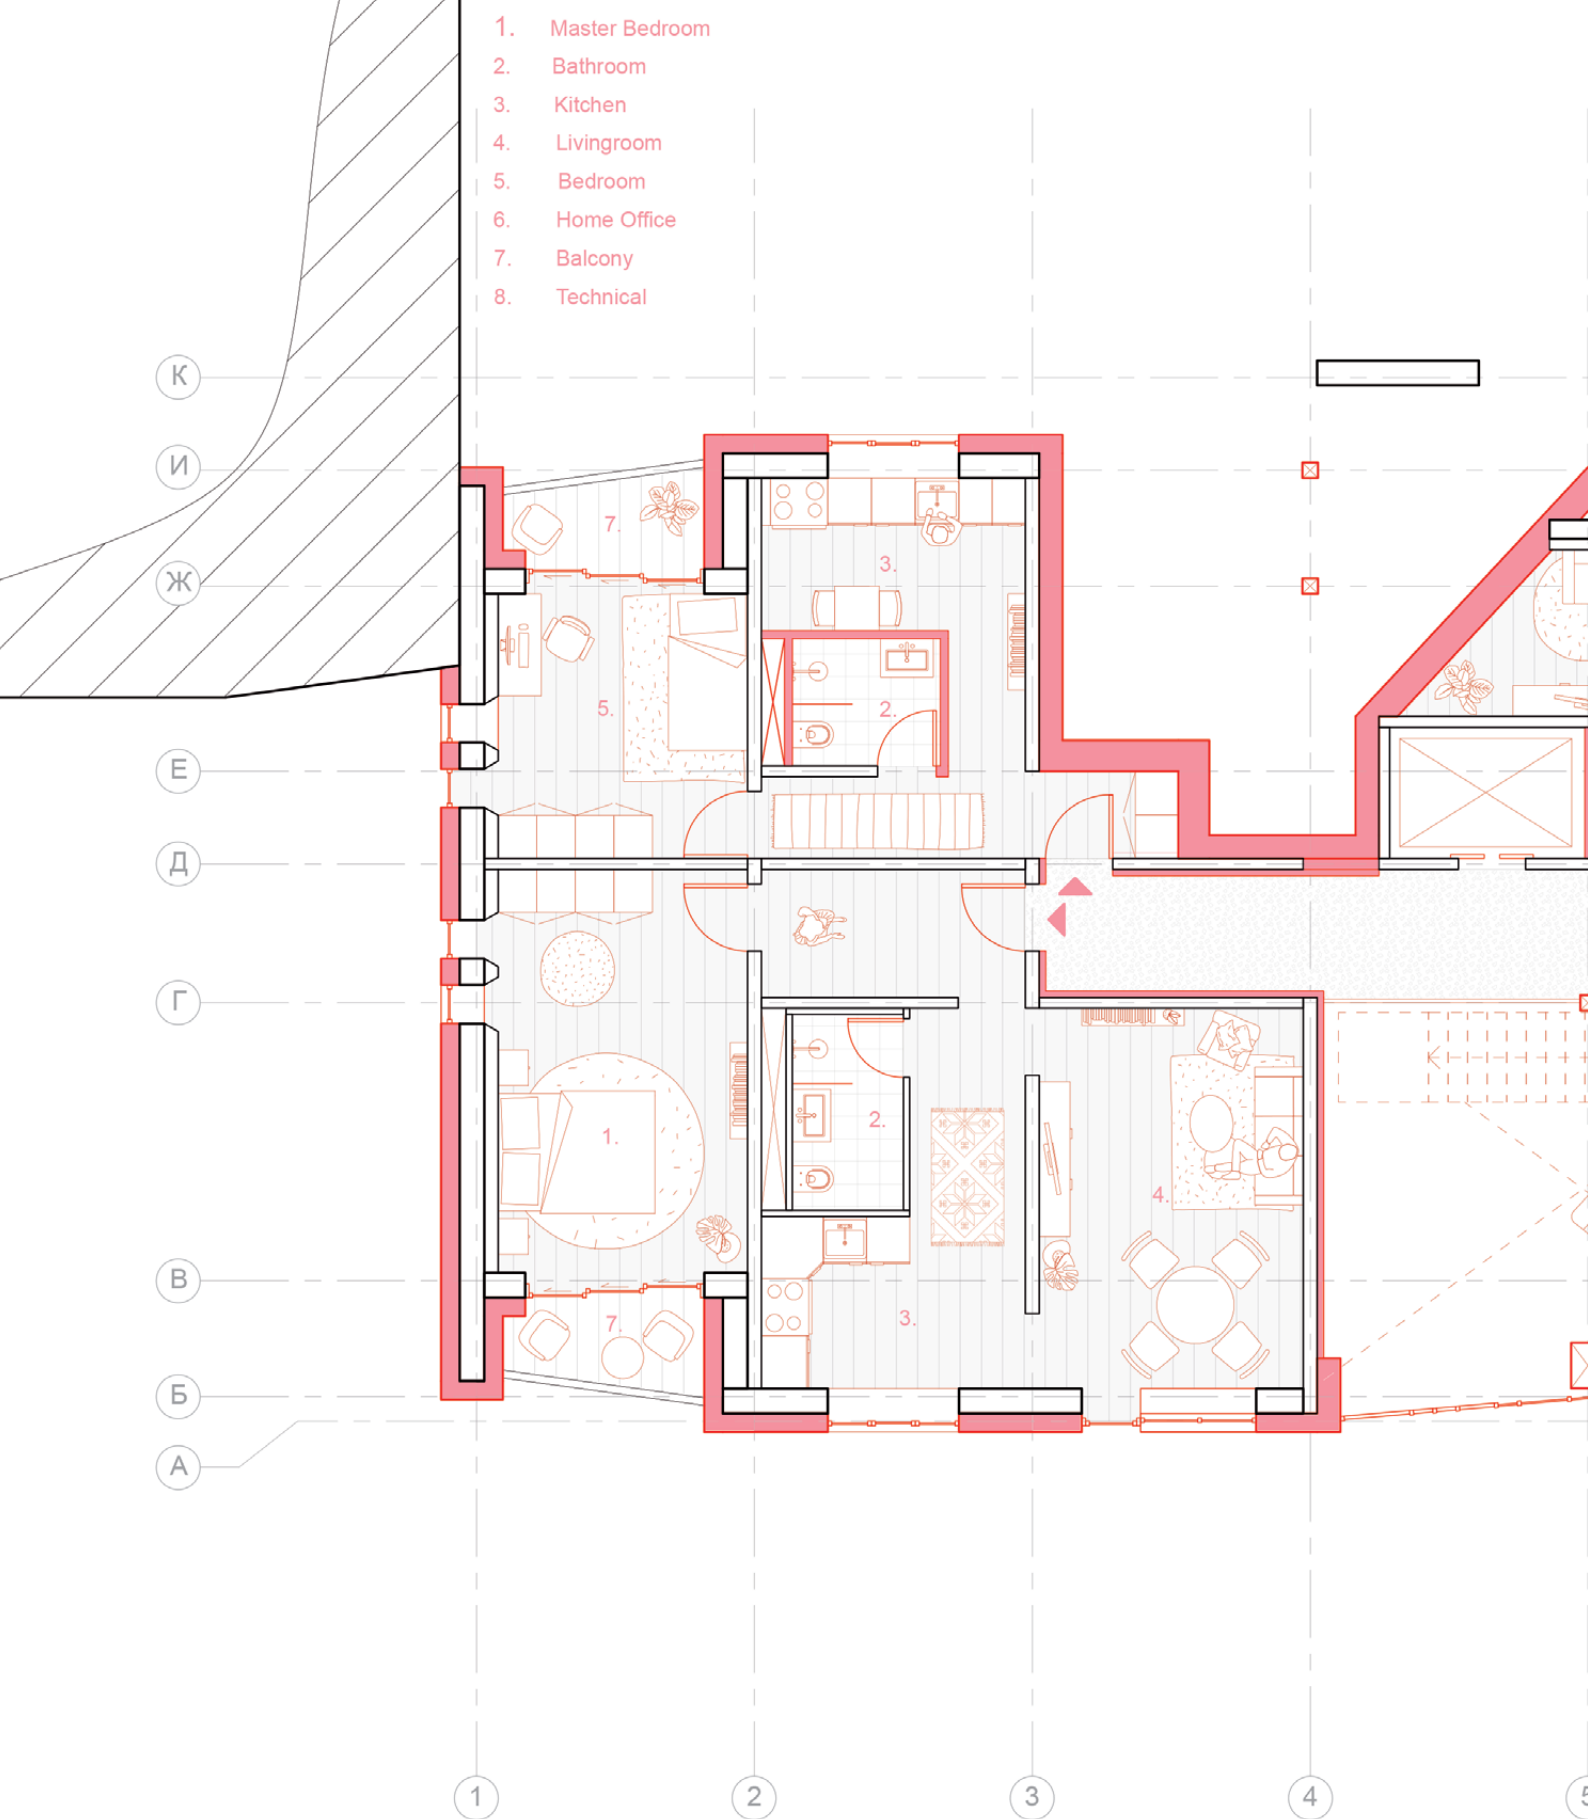 1. Master Bedroom
2. Bathroom
3. Kitchen
4. Livingroom
5. Bedroom
6. Home Office
7. Balcony
8. Technical
К
И
7.
3.
Ж
5.
2.
Е
Д
Г
1.
2.
4.
В
3.
7.
Б
А
1 2 3 4 5